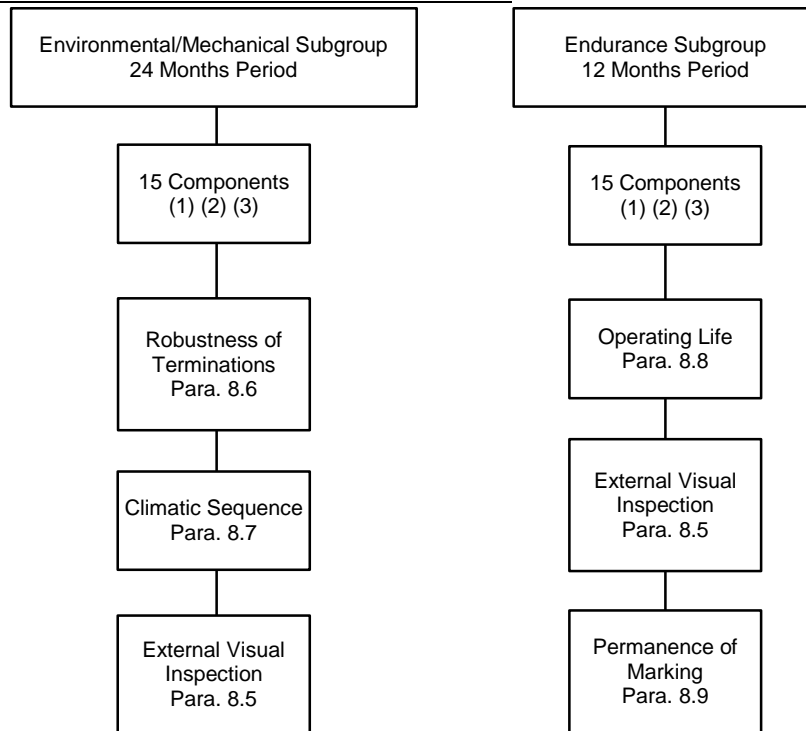 Environmental/Mechanical Subgroup
24 Months Period
15 Components
(1) (2) (3)
Robustness of
Terminations
Para. 8.6
Climatic Sequence
Para. 8.7
External Visual
Inspection
Para. 8.5
Endurance Subgroup
12 Months Period
15 Components
(1) (2) (3)
Operating Life
Para. 8.8
External Visual
Inspection
Para. 8.5
Permanence of
Marking
Para. 8.9